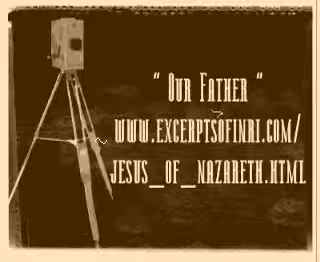 “ Our Father “
www.excerptsofinri.com/
jesus_of_nazareth.html